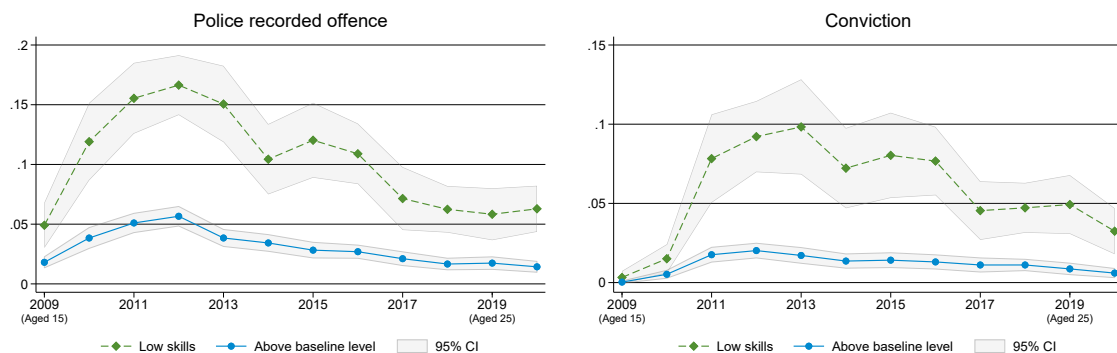 Police recorded offence
.2
.15
.1
.05
0
2009 2011 2013 2015 2017 2019
(Aged 15) (Aged 25)
Low skills Above baseline level 95% CI
Conviction
.15
.1
.05
0
2009 2011 2013 2015 2017 2019
(Aged 15) (Aged 25)
Low skills Above baseline level 95% CI